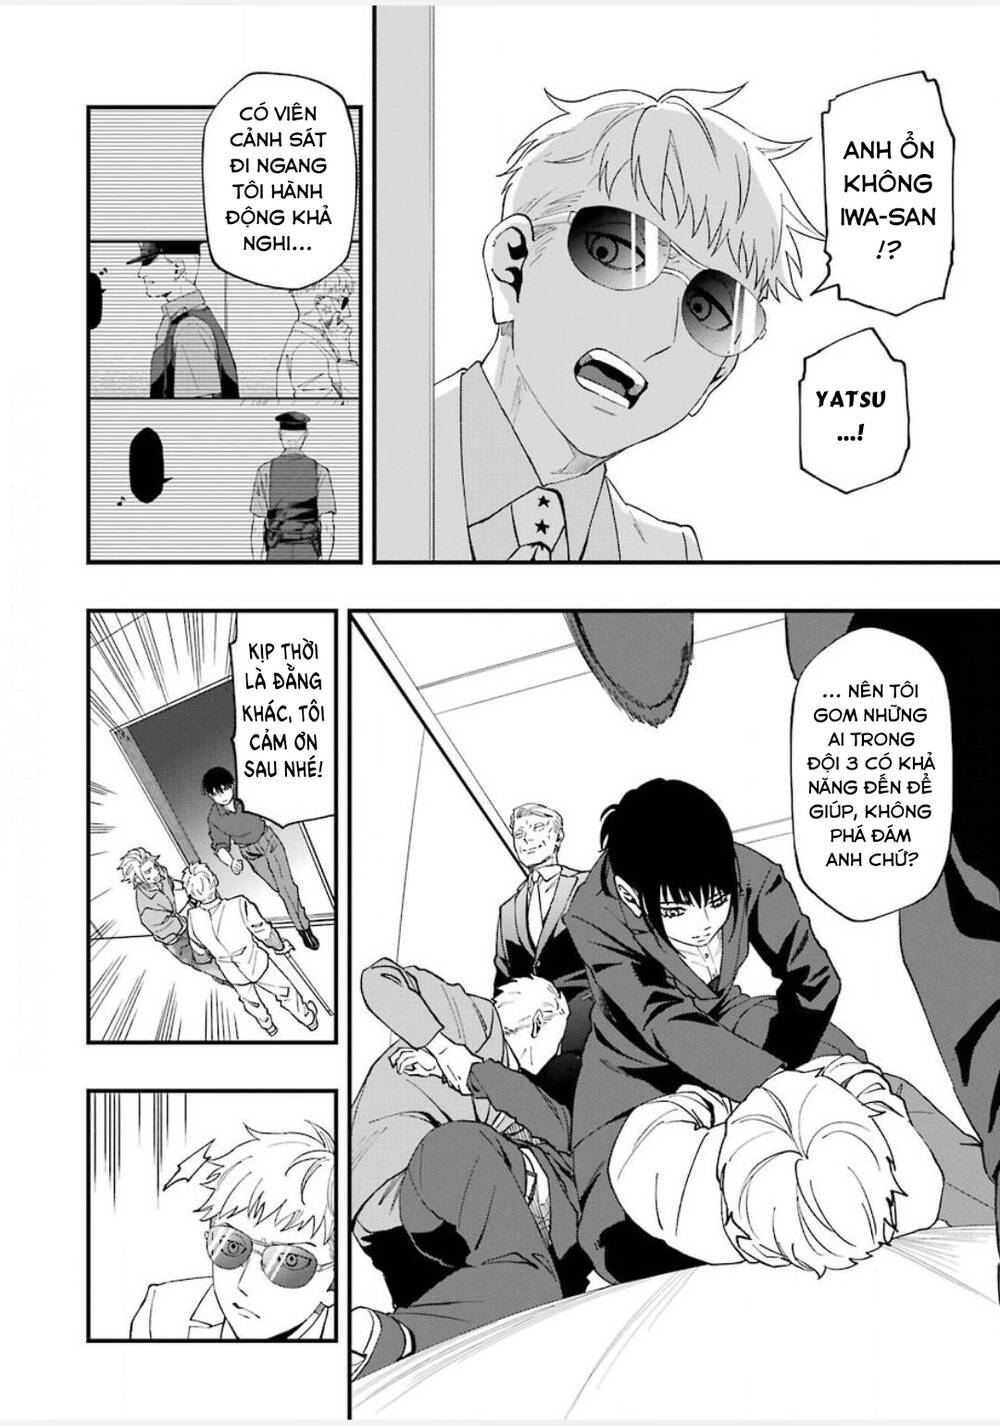 ANH ỔN
KHÔNG
IWA-SAN
!?
YATSU
...!
CÓ VIÊN
CẢNH SÁT
ĐI NGANG
TÔI HÀNH
ĐỘNG KHẢ
NGHI...
... NÊN TÔI
GOM NHỮNG
AI TRONG
ĐỘI 3 CÓ KHẢ
NĂNG ĐẾN ĐỂ
GIÚP, KHÔNG
PHÁ ĐÁM
ANH CHỨ?
KỊP THỜI
LÀ ĐẰNG
KHÁC, TÔI
CẢM ƠN
SAU NHÉ!